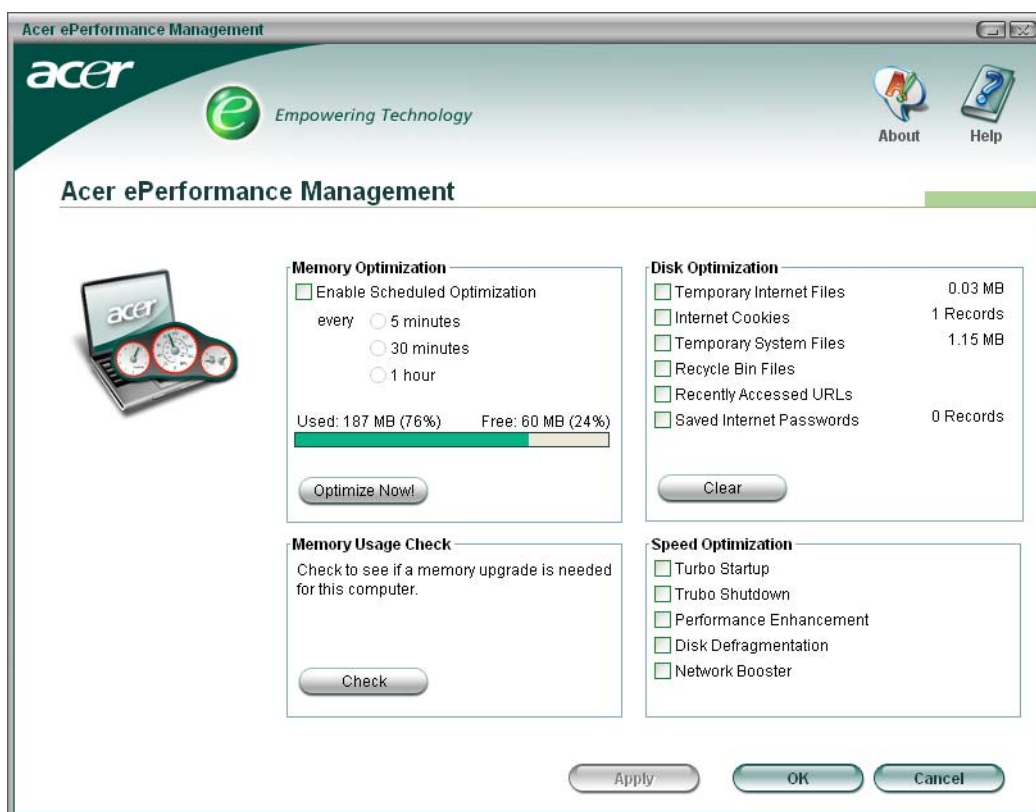 Acer ePerformance Management
acer
e Empowering Technology
About
Help
Acer ePerformance Management
acer
Memory Optimization
Enable Scheduled Optimization
every 5 minutes
30 minutes
1 hour
Used: 187 MB (76%) Free: 60 MB (24%)
Optimize Now!
Disk Optimization
Temporary Internet Files 0.03 MB
Internet Cookies 1 Records
Temporary System Files 1.15 MB
Recycle Bin Files
Recently Accessed URLs
Saved Internet Passwords 0 Records
Clear
Memory Usage Check
Check to see if a memory upgrade is needed
for this computer.
Check
Speed Optimization
Turbo Startup
Trubo Shutdown
Performance Enhancement
Disk Defragmentation
Network Booster
Apply
OK
Cancel